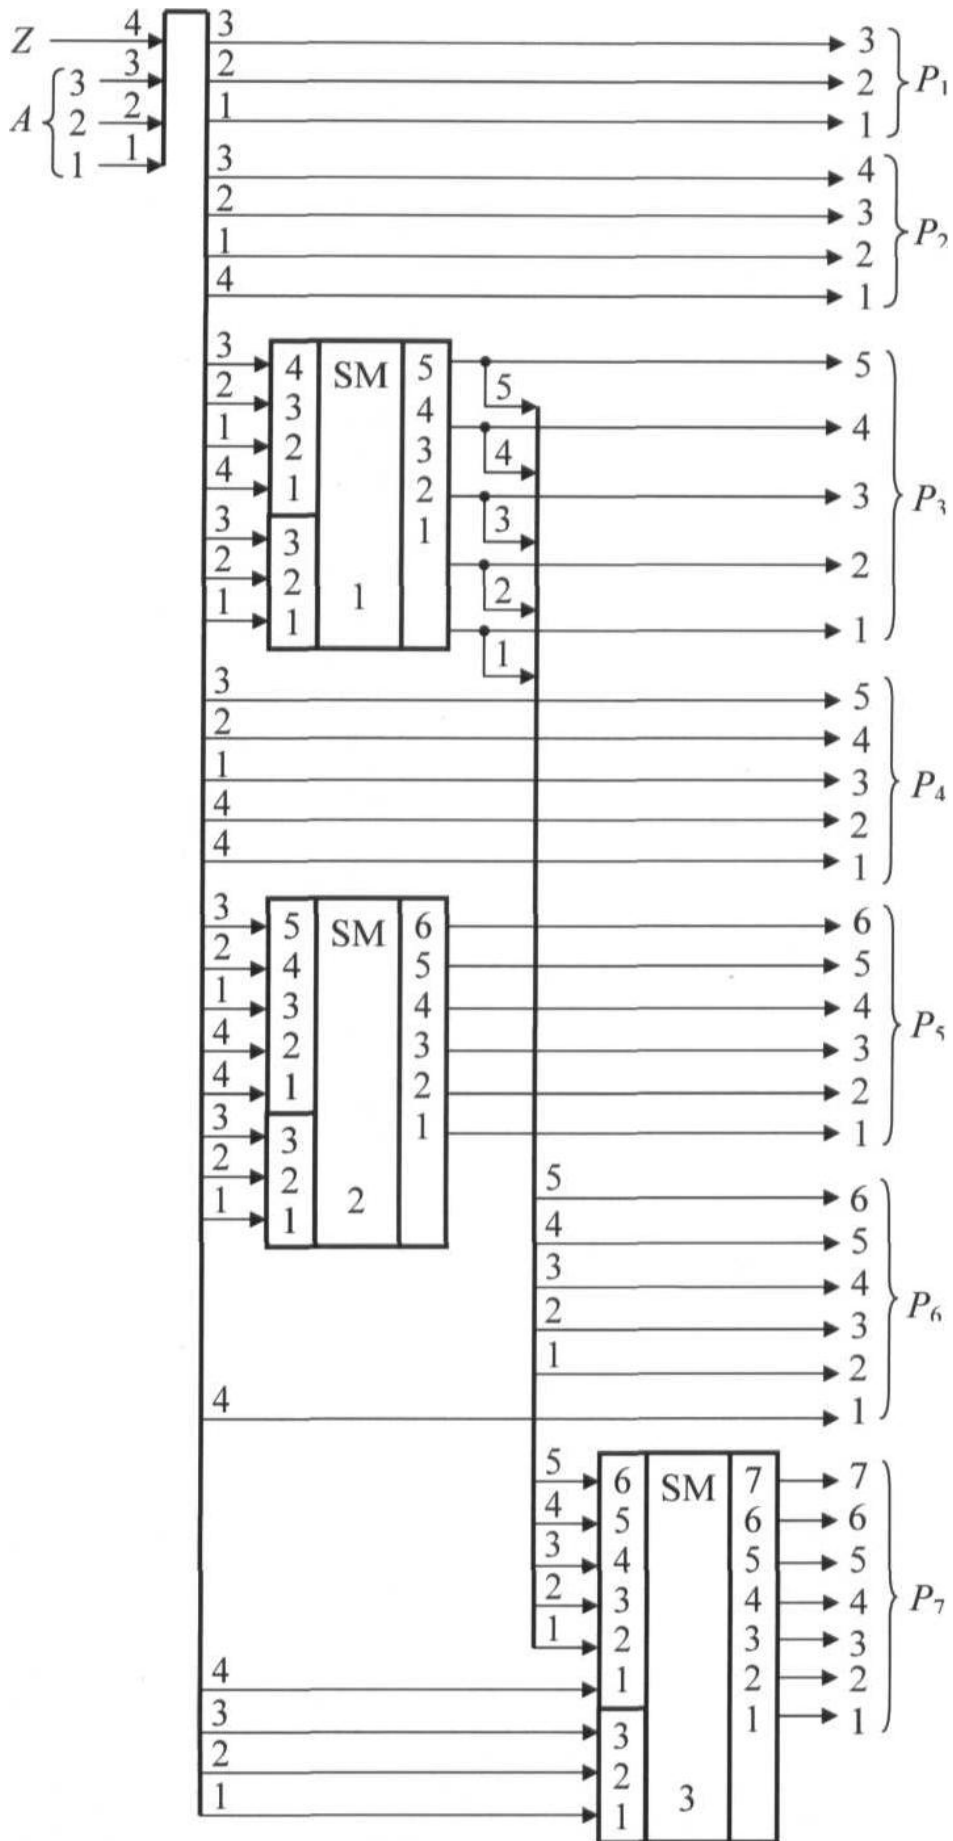 Z 4 3 3
3 3 2 2 P₁
A 2 2 1 1
1 1 3 4
2 3
1 2 P₂
4 1
3 4 SM 5 5
2 3 4 5
1 2 3 4 4
4 1 2 3 3 P₃
3 3 1
2 2 1 2 2
1 1 1 1
3 5
2 4
1 3 P₄
4 2
4 1
3 5 SM 6 6
2 4 5 5
1 3 4 4
4 2 3 3 P₅
4 1 2 2
3 3 1 1
2 2 2 5 6
1 1 4 5
3 4
2 3 P₆
1 2
4 1
5 6 SM 7 7
4 5 6 6
3 4 5 5
2 3 4 4 P₇
1 2 3 3
4 1 2 2
3 3 1 1
2 2
1 1 3